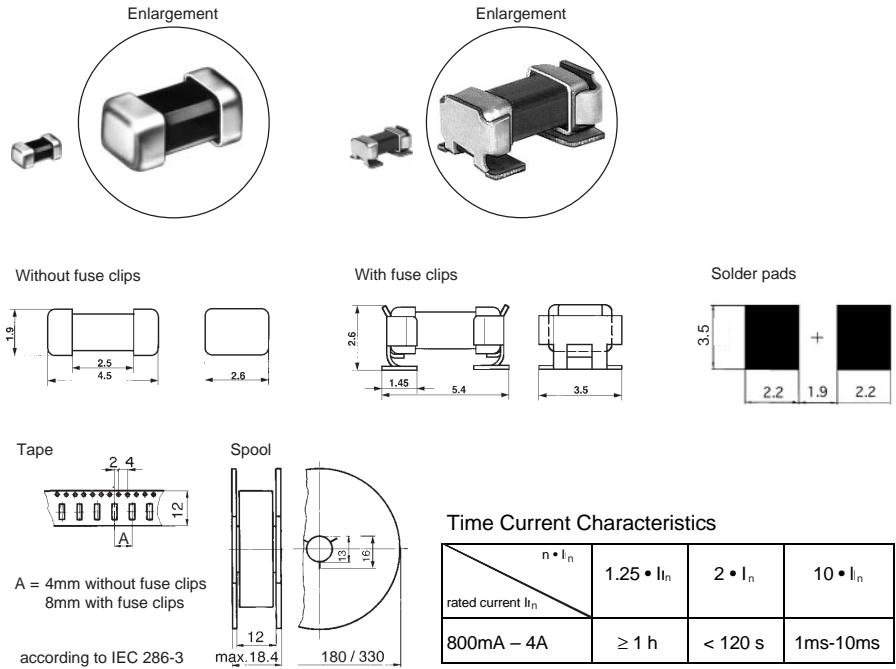 Enlargement
Enlargement
Without fuse clips
With fuse clips
Solder pads
1.9
2.5
4.5
2.6
2.6
1.45
5.4
3.5
3.5
2.2
1.9
2.2
Tape
Spool
2 4
12
A
A = 4mm without fuse clips
8mm with fuse clips
according to IEC 286-3
13
16
12
max.18.4
180 / 330
Time Current Characteristics
n • In
rated current In
1.25 • In
2 • In
10 • In
800mA – 4A
≥ 1 h
< 120 s
1ms-10ms